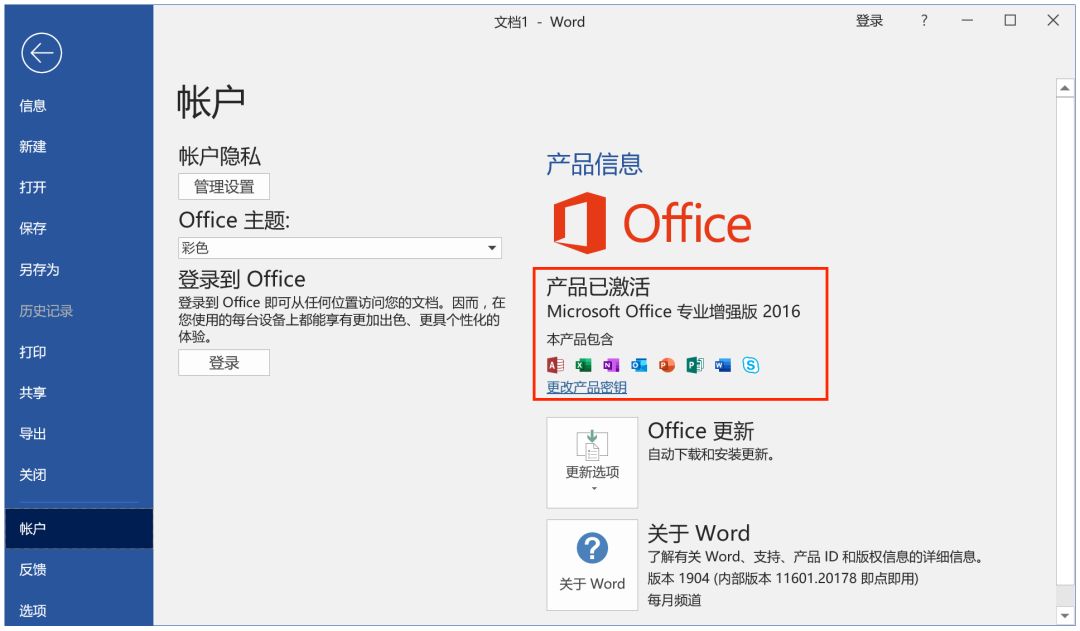 文档1 - Word
登录
?
信息
新建
打开
保存
另存为
历史记录
打印
共享
导出
关闭
帐户
反馈
选项
帐户
帐户隐私
管理设置
Office 主题:
彩色
登录到 Office
登录到 Office 即可从任何位置访问您的文档。因而，在
您使用的每台设备上都能享有更加出色、更具个性化的
体验。
登录
产品信息
Office
产品已激活
Microsoft Office 专业增强版 2016
本产品包含
A X N O P P W S
更改产品密钥
更新选项
Office 更新
自动下载和安装更新。
?
关于 Word
关于 Word
了解有关 Word、支持、产品 ID 和版权信息的详细信息。
版本 1904 (内部版本 11601.20178 即点即用)
每月频道